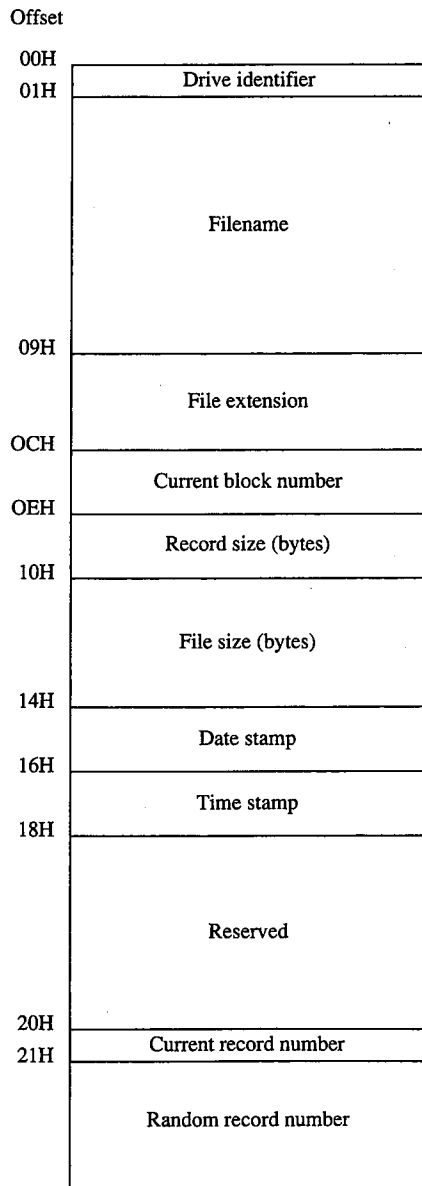 Offset
00H
Drive identifier
01H
Filename
09H
File extension
OCH
Current block number
OEH
Record size (bytes)
10H
File size (bytes)
14H
Date stamp
16H
Time stamp
18H
Reserved
20H
Current record number
21H
Random record number